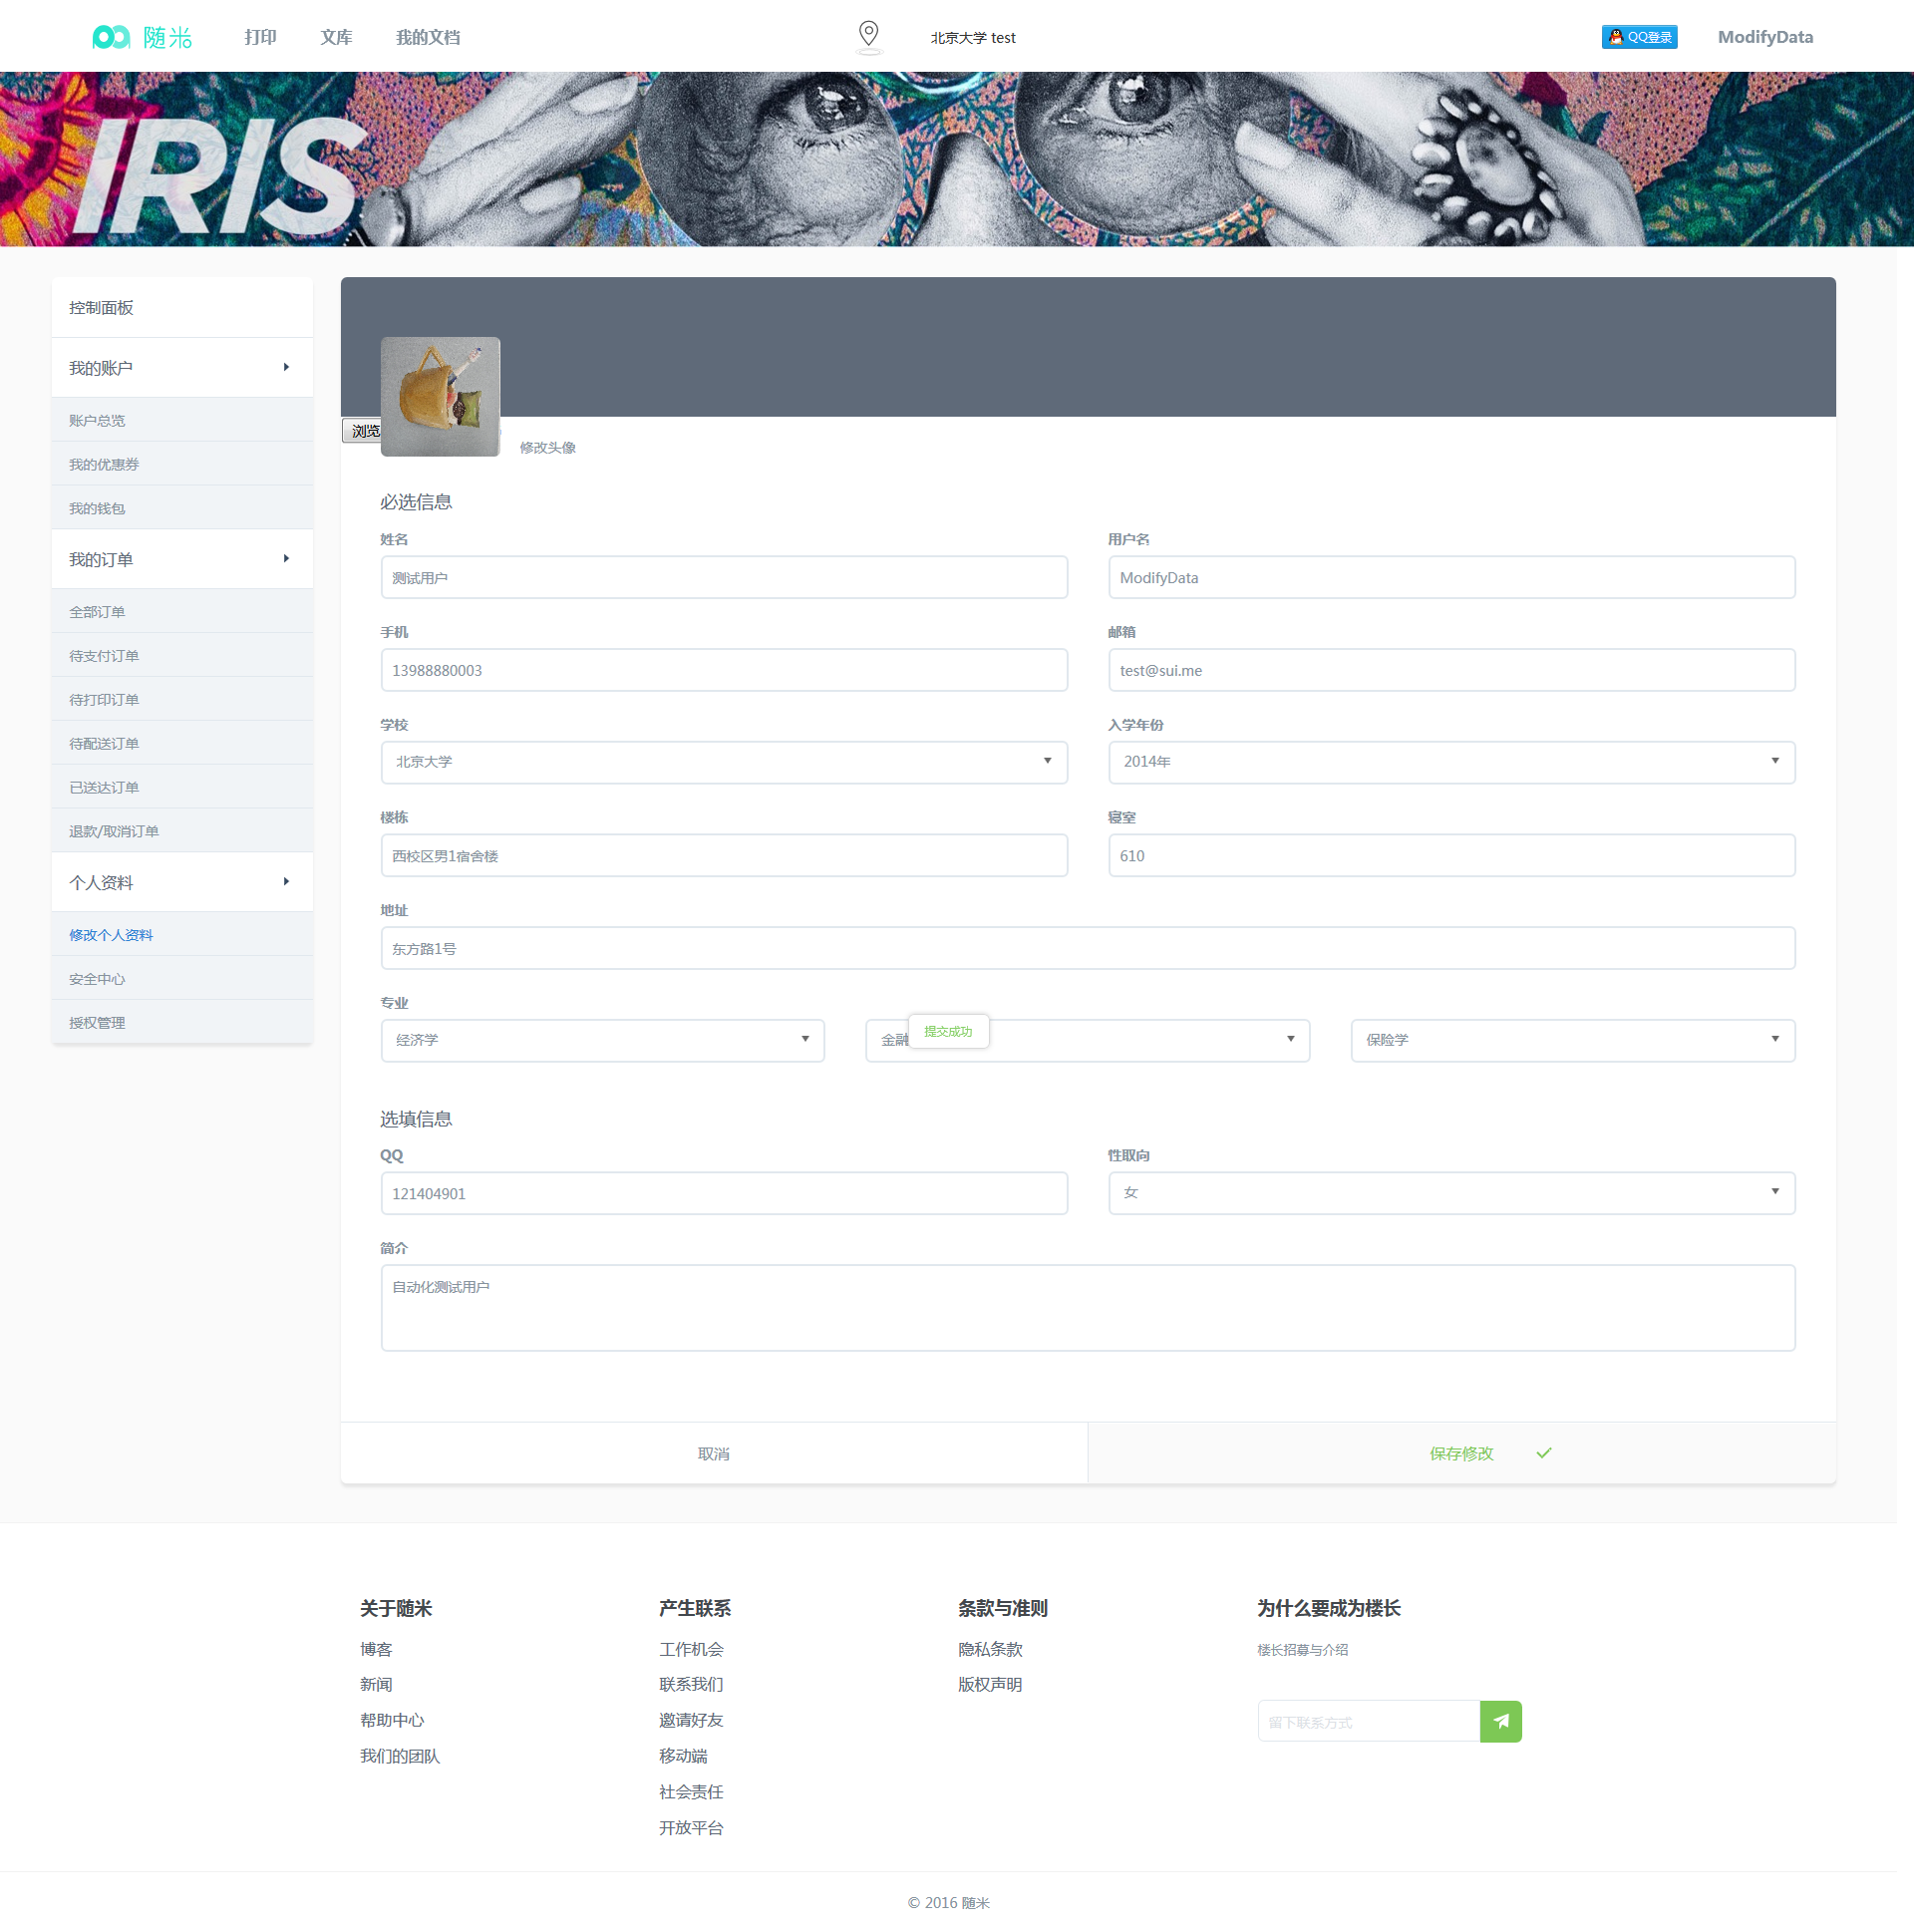 随米
打印
文库
我的文档
北京大学 test
QQ登录
ModifyData
IRIS
控制面板
我的账户
账户总览
我的优惠券
我的钱包
我的订单
全部订单
待支付订单
待打印订单
待配送订单
已送达订单
退款/取消订单
个人资料
修改个人资料
安全中心
授权管理
浏览
修改头像
必选信息
姓名
用户名
测试用户
ModifyData
手机
邮箱
13988880003
test@sui.me
学校
入学年份
北京大学
2014年
楼栋
寝室
西校区男1宿舍楼
610
地址
东方路1号
专业
经济学
金融
提交成功
保险学
选填信息
QQ
性取向
121404901
女
简介
自动化测试用户
取消
保存修改
关于随米
博客
新闻
帮助中心
我们的团队
产生联系
工作机会
联系我们
邀请好友
移动端
社会责任
开放平台
条款与准则
隐私条款
版权声明
为什么要成为楼长
楼长招募与介绍
留下联系方式
© 2016 随米